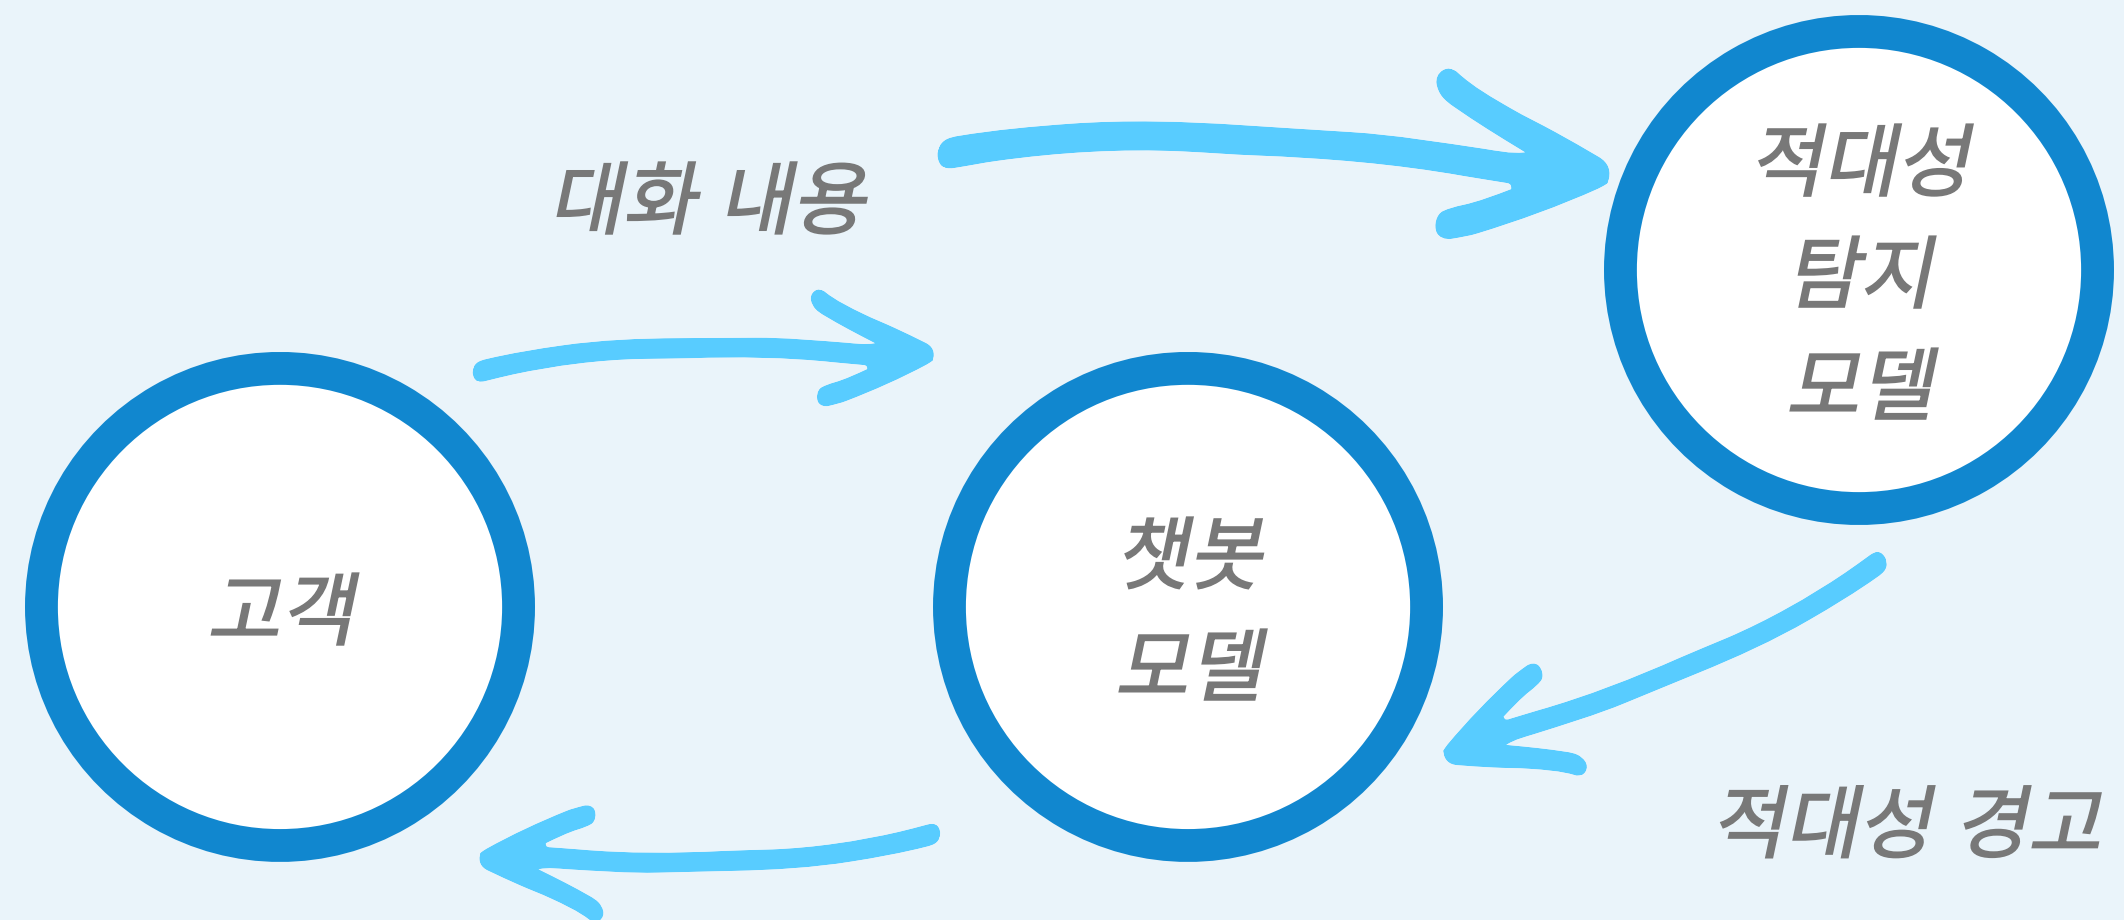 대화 내용
적대성
탐지
모델
고객
챗봇
모델
적대성 경고